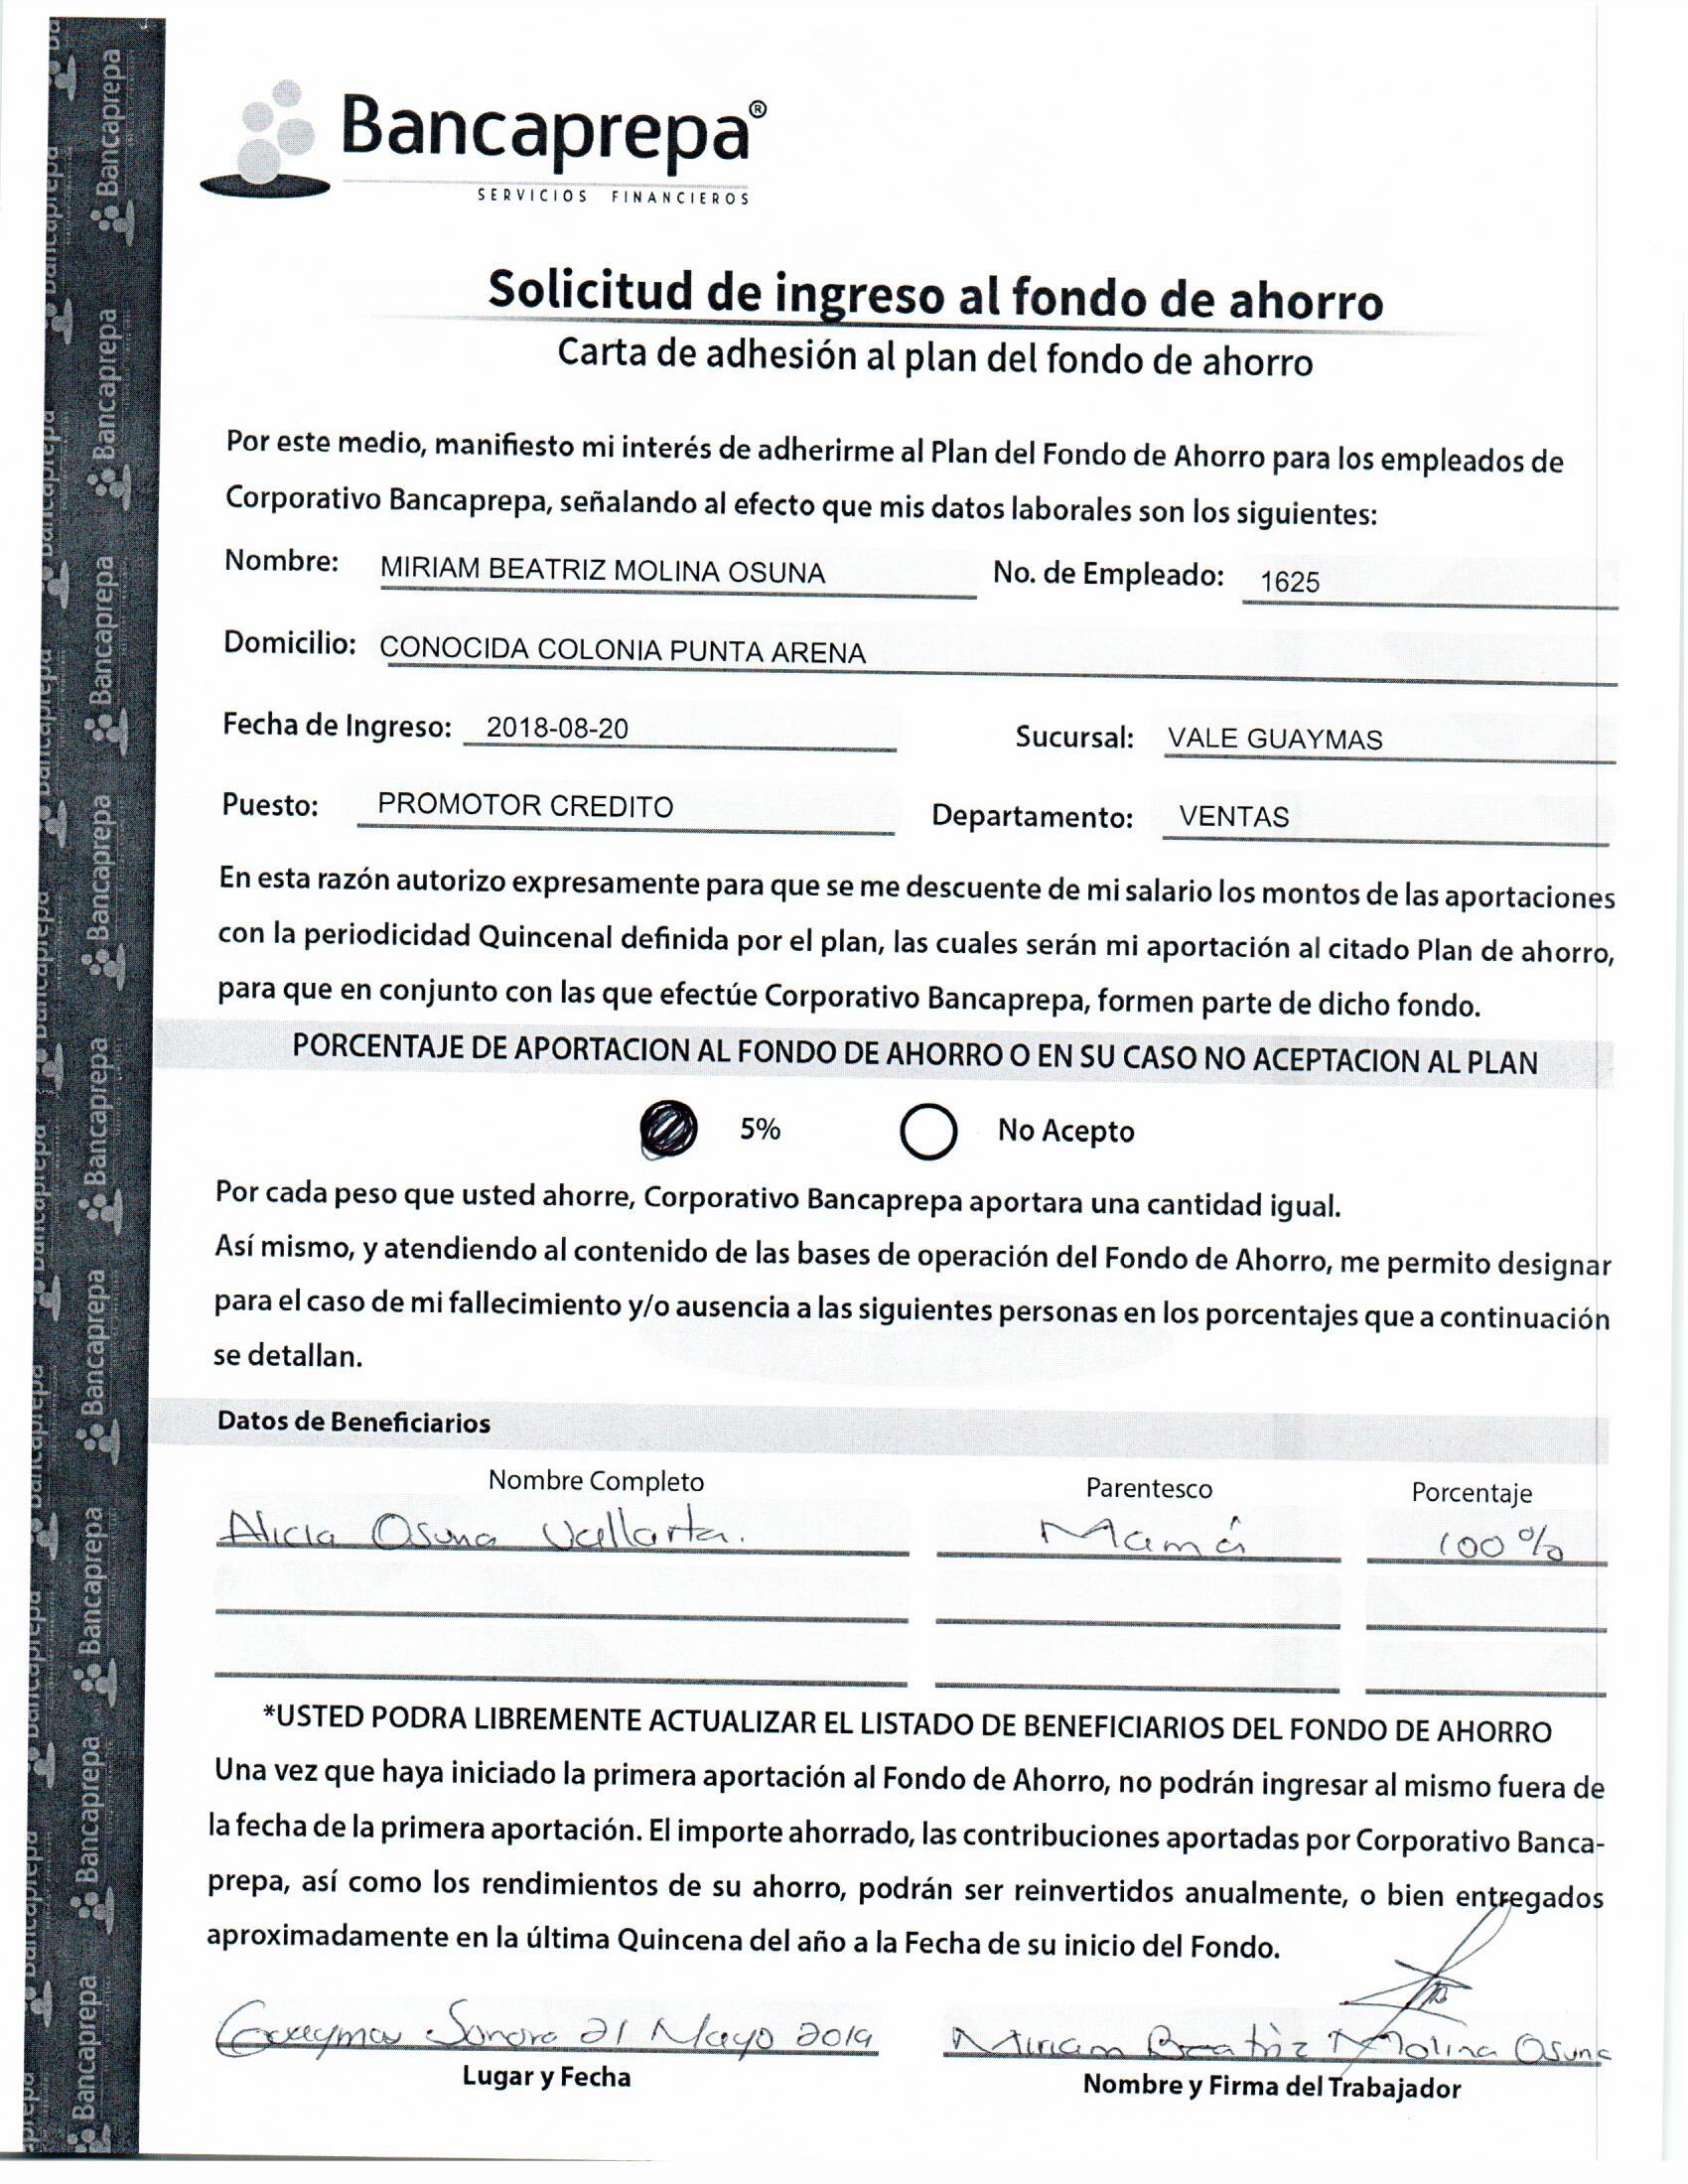 Bancaprepa®
SERVICIOS FINANCIEROS
Solicitud de ingreso al fondo de ahorro
Carta de adhesión al plan del fondo de ahorro
Por este medio, manifiesto mi interés de adherirme al Plan del Fondo de Ahorro para los empleados de
Corporativo Bancaprepa, señalando al efecto que mis datos laborales son los siguientes:
Nombre: MIRIAM BEATRIZ MOLINA OSUNA No. de Empleado: 1625
Domicilio: CONOCIDA COLONIA PUNTA ARENA
Fecha de Ingreso: 2018-08-20 Sucursal: VALE GUAYMAS
Puesto: PROMOTOR CREDITO Departamento: VENTAS
En esta razón autorizo expresamente para que se me descuente de mi salario los montos de las aportaciones
con la periodicidad Quincenal definida por el plan, las cuales serán mi aportación al citado Plan de ahorro,
para que en conjunto con las que efectúe Corporativo Bancaprepa, formen parte de dicho fondo.
PORCENTAJE DE APORTACION AL FONDO DE AHORRO O EN SU CASO NO ACEPTACION AL PLAN
5% No Acepto
Por cada peso que usted ahorre, Corporativo Bancaprepa aportara una cantidad igual.
Así mismo, y atendiendo al contenido de las bases de operación del Fondo de Ahorro, me permito designar
para el caso de mi fallecimiento y/o ausencia a las siguientes personas en los porcentajes que a continuación
se detallan.
Datos de Beneficiarios
Nombre Completo Parentesco Porcentaje
Alicia Osuna Vallarta. Mamá 100%
*USTED PODRA LIBREMENTE ACTUALIZAR EL LISTADO DE BENEFICIARIOS DEL FONDO DE AHORRO
Una vez que haya iniciado la primera aportación al Fondo de Ahorro, no podrán ingresar al mismo fuera de
la fecha de la primera aportación. El importe ahorrado, las contribuciones aportadas por Corporativo Banca-
prepa, así como los rendimientos de su ahorro, podrán ser reinvertidos anualmente, o bien entregados
aproximadamente en la última Quincena del año a la Fecha de su inicio del Fondo.
Guaymas Sonora 21 Mayo 2019 Miriam Beatriz Molina Osuna
Lugar y Fecha Nombre y Firma del Trabajador